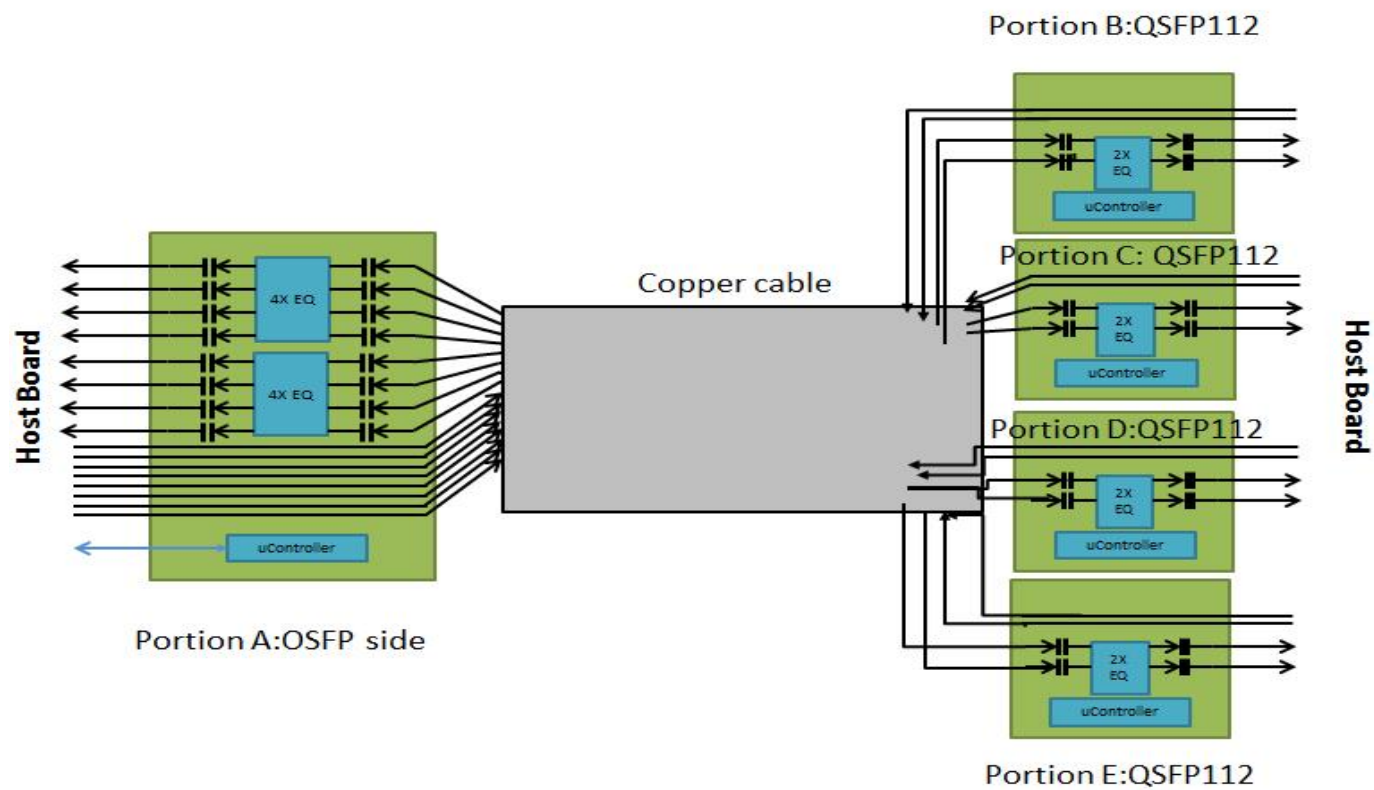 Portion B:QSFP112
2X
EQ
uController
Portion C: QSFP112
2X
EQ
uController
Copper cable
4X EQ
4X EQ
uController
Host Board
Host Board
Portion D:QSFP112
2X
EQ
uController
Portion A:OSFP side
2X
EQ
uController
Portion E:QSFP112